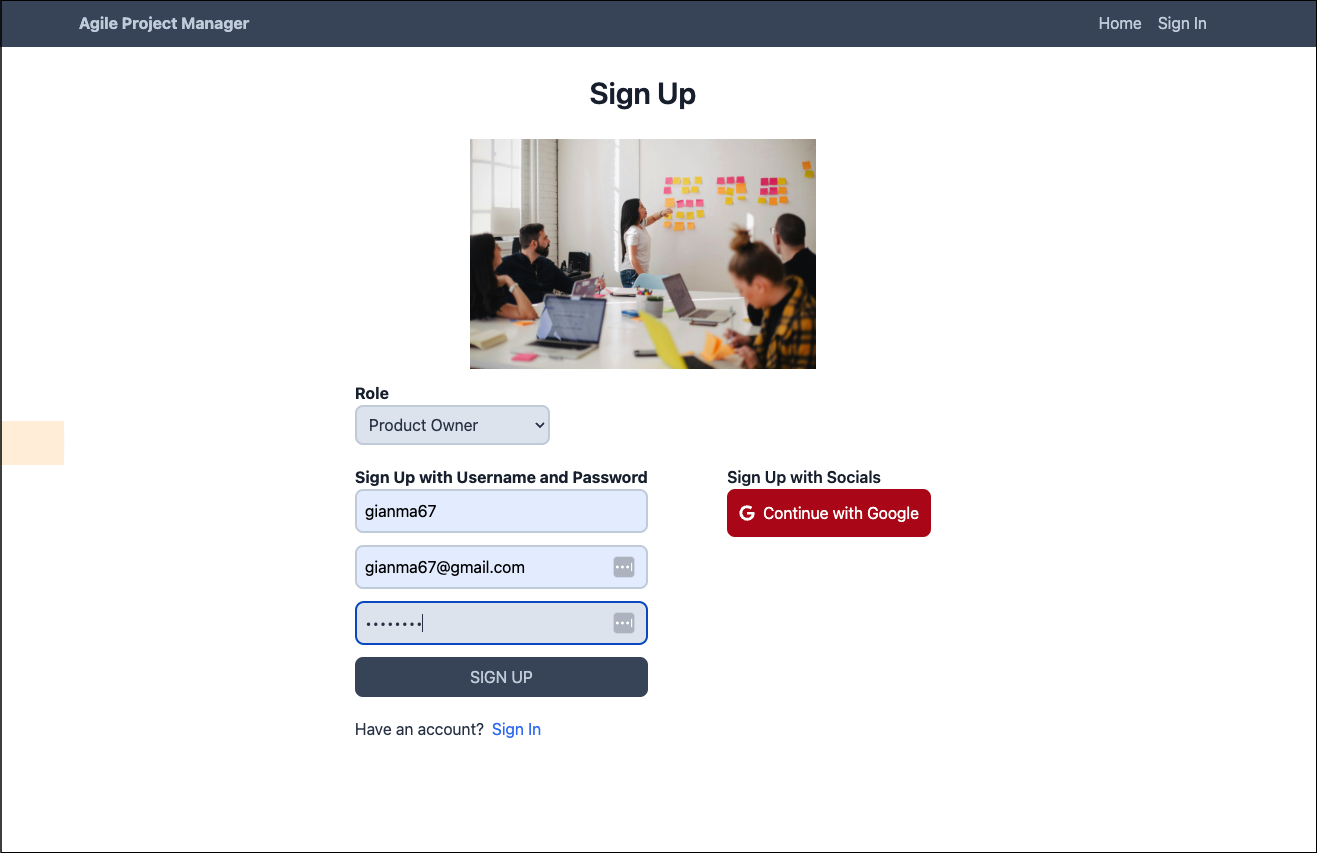 Agile Project Manager
Home Sign In
Sign Up
Role
Product Owner
Sign Up with Username and Password
Sign Up with Socials
gianma67
Continue with Google
gianma67@gmail.com
••••••••
SIGN UP
Have an account? Sign In